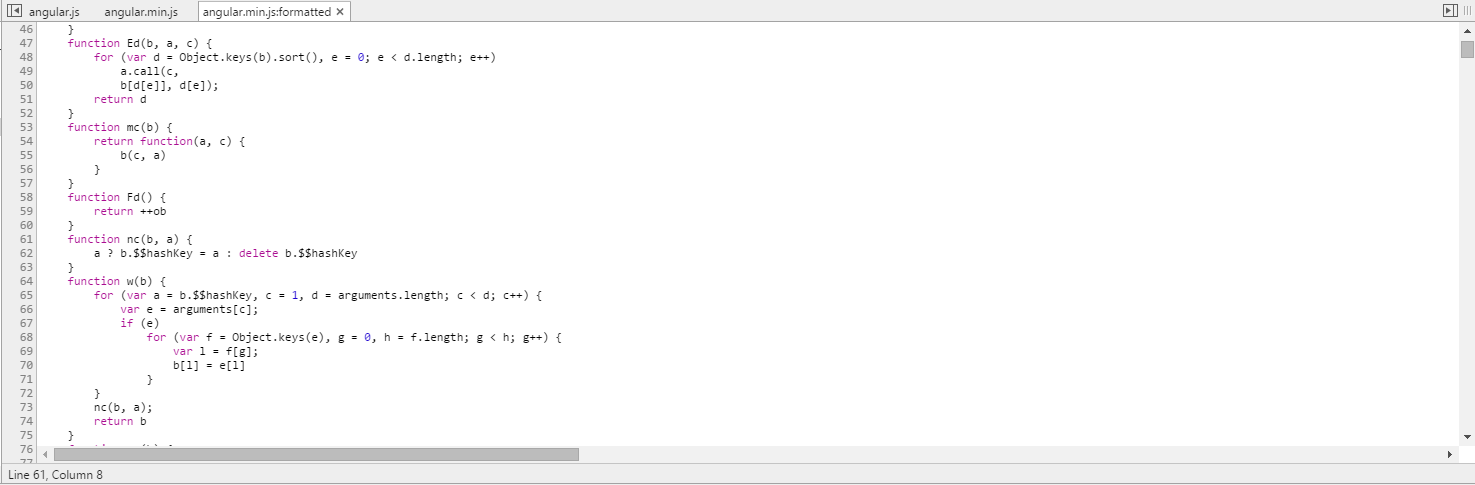 angular.js angular.min.js angular.min.js:formatted ×
46 }
47 function Ed(b, a, c) {
48 for (var d = Object.keys(b).sort(), e = 0; e < d.length; e++)
49 a.call(c,
50 b[d[e]], d[e]);
51 return d
52 }
53 function mc(b) {
54 return function(a, c) {
55 b(c, a)
56 }
57 }
58 function Fd() {
59 return ++ob
60 }
61 function nc(b, a) {
62 a ? b.$$hashKey = a : delete b.$$hashKey
63 }
64 function w(b) {
65 for (var a = b.$$hashKey, c = 1, d = arguments.length; c < d; c++) {
66 var e = arguments[c];
67 if (e)
68 for (var f = Object.keys(e), g = 0, h = f.length; g < h; g++) {
69 var l = f[g];
70 b[l] = e[l]
71 }
72 }
73 nc(b, a);
74 return b
75 }
76
77
Line 61, Column 8